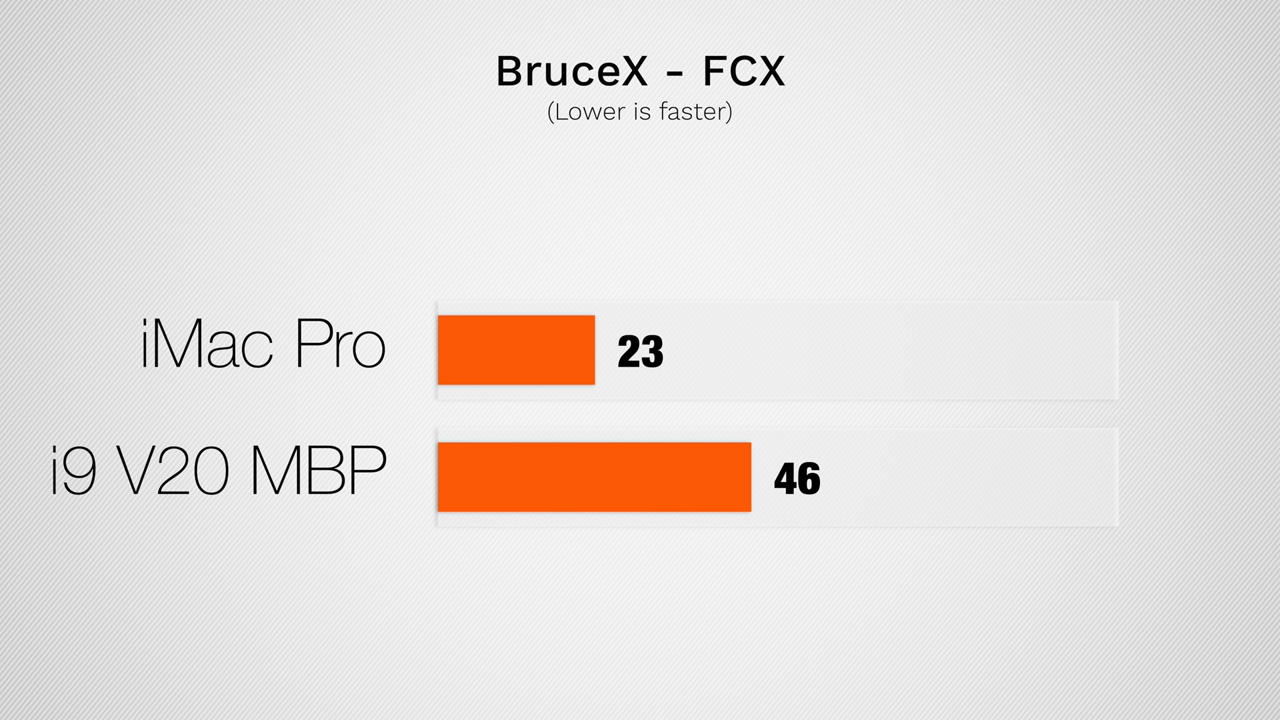 BruceX - FCX
(Lower is faster)
iMac Pro 23
i9 V20 MBP 46